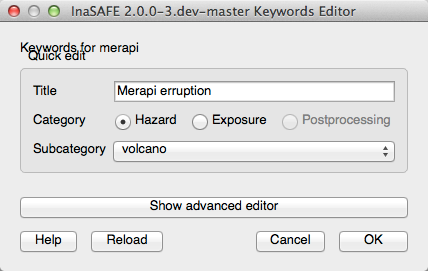 InaSAFE 2.0.0-3.dev-master Keywords Editor
Keywords for merapi
Quick edit
Title Merapi erruption
Category Hazard Exposure Postprocessing
Subcategory volcano
Show advanced editor
Help Reload Cancel OK